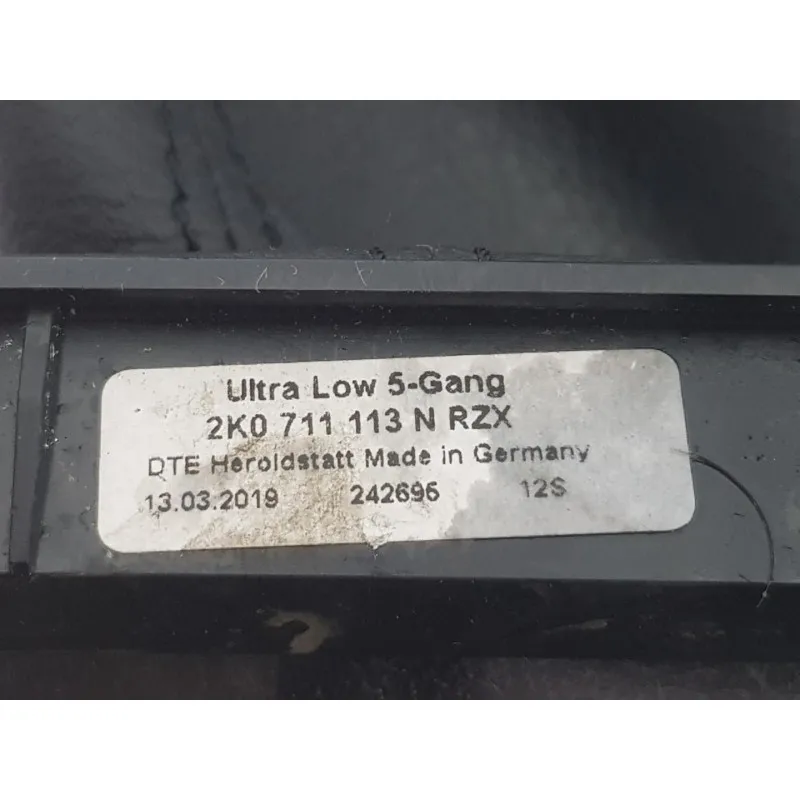 Ultra Low 5-Gang
2K0 711 113 N RZX
DTE Heroldstatt Made in Germany
13.03.2019 242696 12S